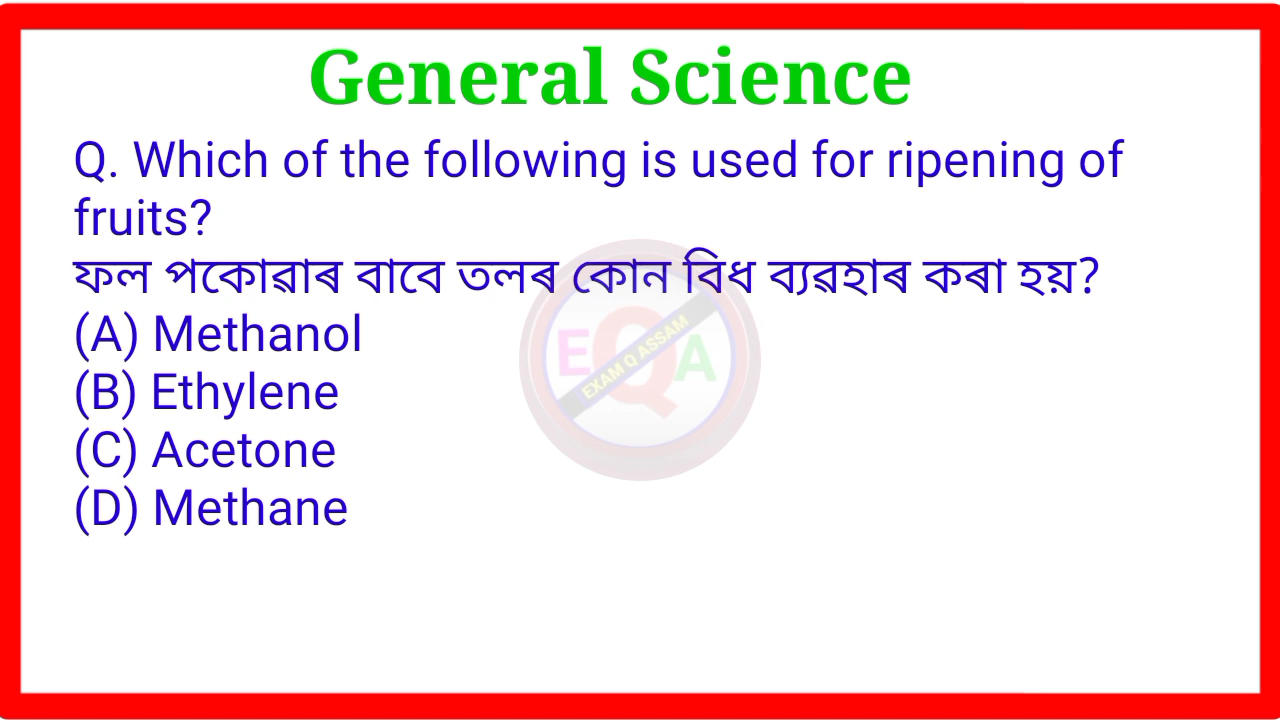 General Science
Q. Which of the following is used for ripening of
fruits?
ফল পকোৱাৰ বাবে তলৰ কোন বিধ ব্যৱহাৰ কৰা হয়?
(A) Methanol
(B) Ethylene
(C) Acetone
(D) Methane
EQA
EXAM Q ASSAM